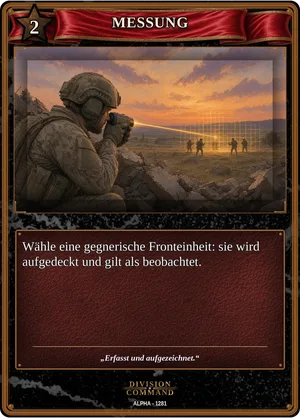 2
MESSUNG
Wähle eine gegnerische Fronteinheit: sie wird
aufgedeckt und gilt als beobachtet.
„Erfasst und aufgezeichnet.“
DIVISION
COMMAND
ALPHA - 1281